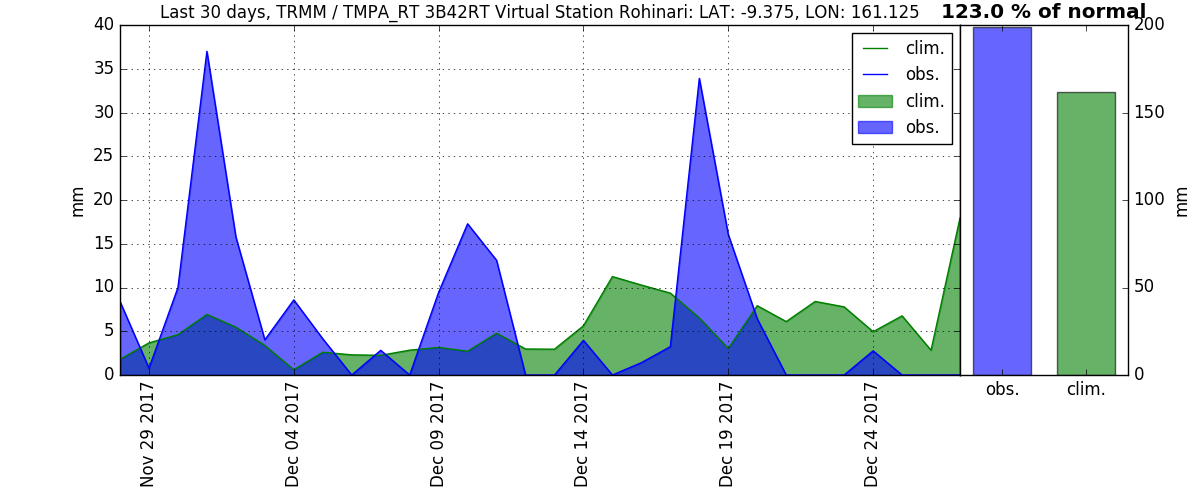 Last 30 days, TRMM / TMPA_RT 3B42RT Virtual Station Rohinari: LAT: -9.375, LON: 161.125
123.0 % of normal
40
35
30
25
20
15
10
5
0
mm
clim.
obs.
clim.
obs.
Nov 29 2017
Dec 04 2017
Dec 09 2017
Dec 14 2017
Dec 19 2017
Dec 24 2017
200
150
100
50
0
mm
obs.
clim.